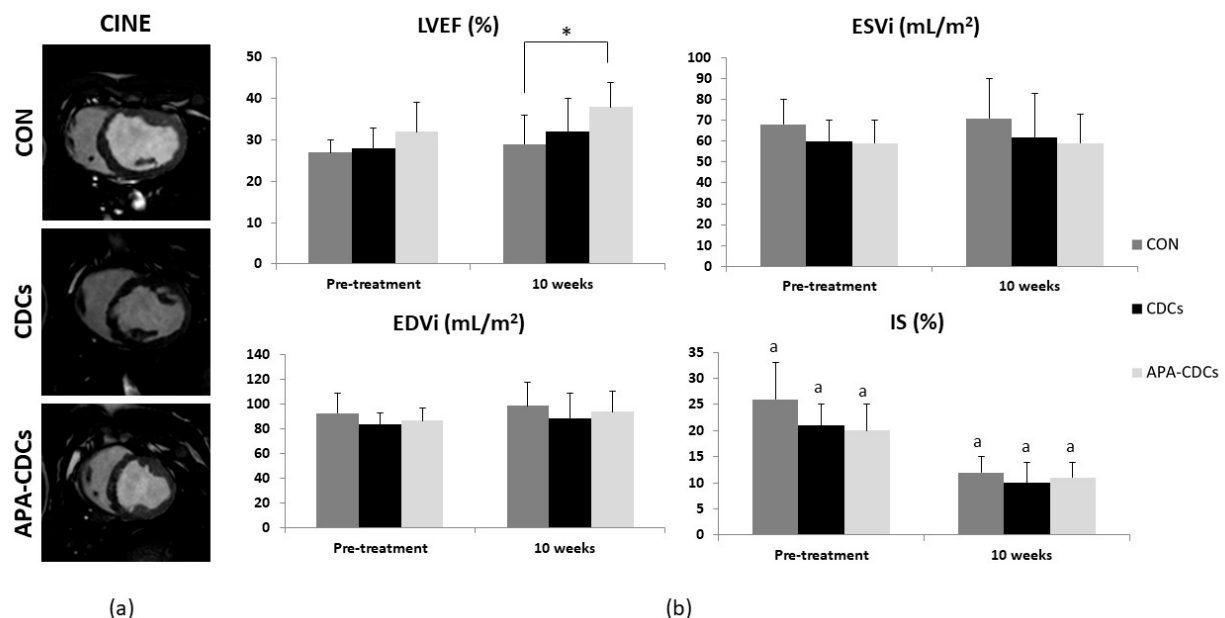 CINE
CON
CDCs
APA-CDCs
(a)
LVEF (%)
*
50
40
30
20
10
0
Pre-treatment
10 weeks
ESVi (mL/m²)
100
90
80
70
60
50
40
30
20
10
0
Pre-treatment
10 weeks
EDVi (mL/m²)
140
120
100
80
60
40
20
0
Pre-treatment
10 weeks
IS (%)
35
30
25
20
15
10
5
0
a
a
a
a
a
a
Pre-treatment
10 weeks
CON
CDCs
APA-CDCs
(b)